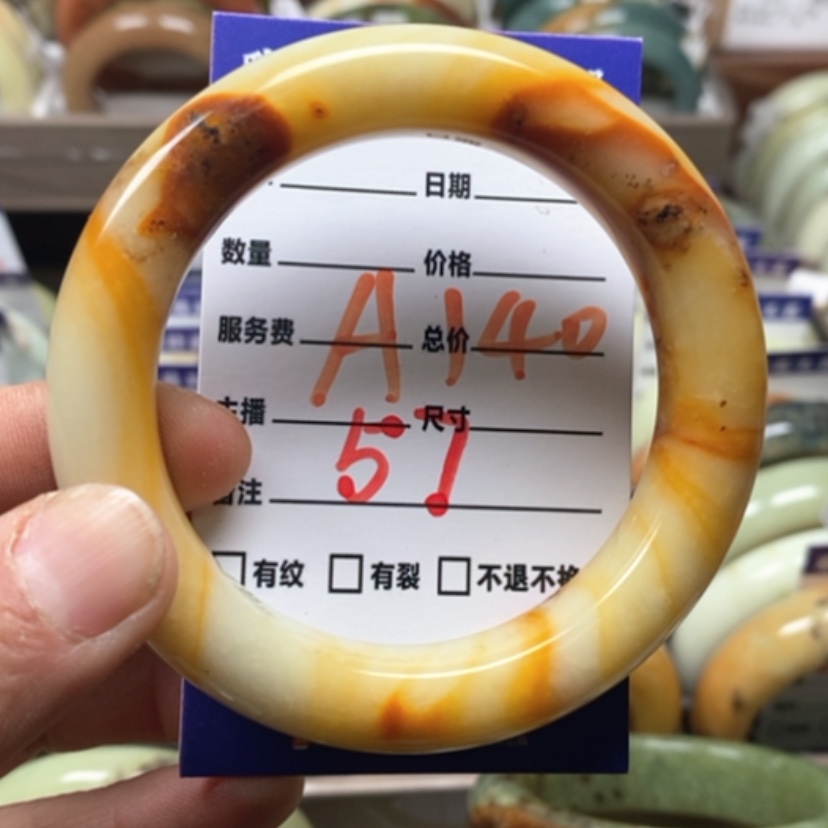 日期
数量 价格
服务费 总价
A140
主播 尺寸
57
备注
有纹 有裂 不退不换